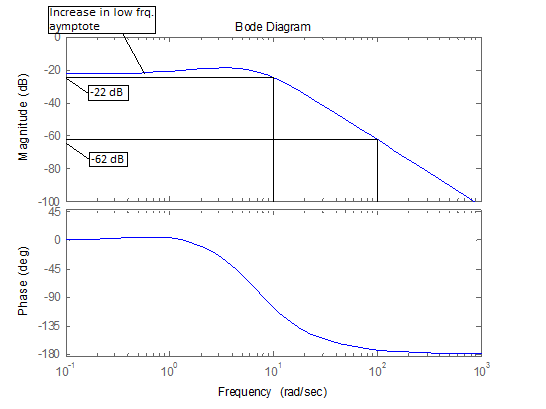 Increase in low frq.
aymptote
Bode Diagram
Magnitude (dB)
0
-20
-40
-60
-80
-100
-22 dB
-62 dB
Phase (deg)
45
0
-45
-90
-135
-180
10^-1
10^0
10^1
10^2
10^3
Frequency (rad/sec)